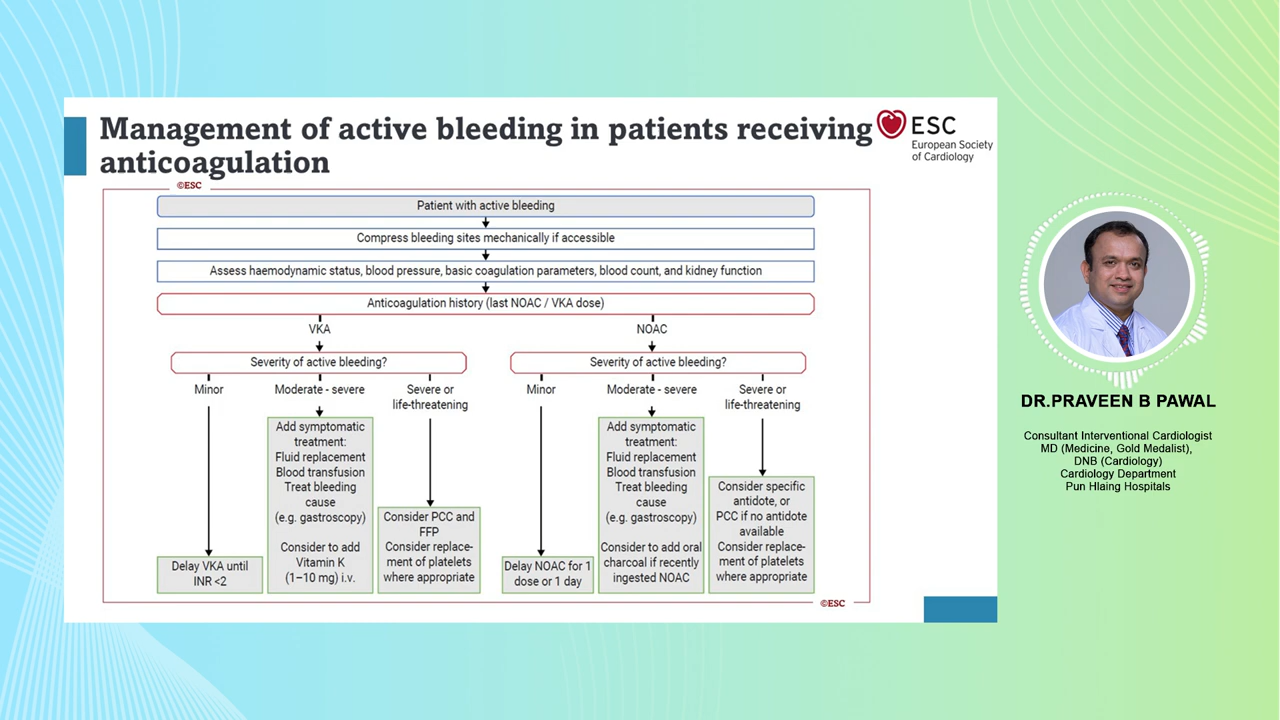 Management of active bleeding in patients receiving
anticoagulation
ESC
European Society
of Cardiology
©ESC
Patient with active bleeding
Compress bleeding sites mechanically if accessible
Assess haemodynamic status, blood pressure, basic coagulation parameters, blood count, and kidney function
Anticoagulation history (last NOAC / VKA dose)
VKA
Severity of active bleeding?
Minor
Delay VKA until
INR <2
Moderate - severe
Add symptomatic
treatment:
Fluid replacement
Blood transfusion
Treat bleeding
cause
(e.g. gastroscopy)
Consider to add
Vitamin K
(1–10 mg) i.v.
Severe or
life-threatening
Consider PCC and
FFP
Consider replace-
ment of platelets
where appropriate
NOAC
Severity of active bleeding?
Minor
Delay NOAC for 1
dose or 1 day
Moderate - severe
Add symptomatic
treatment:
Fluid replacement
Blood transfusion
Treat bleeding
cause
(e.g. gastroscopy)
Consider to add oral
charcoal if recently
ingested NOAC
Severe or
life-threatening
Consider specific
antidote, or
PCC if no antidote
available
Consider replace-
ment of platelets
where appropriate
©ESC
DR.PRAVEEN B PAWAL
Consultant Interventional Cardiologist
MD (Medicine, Gold Medalist),
DNB (Cardiology)
Cardiology Department
Pun Hlaing Hospitals